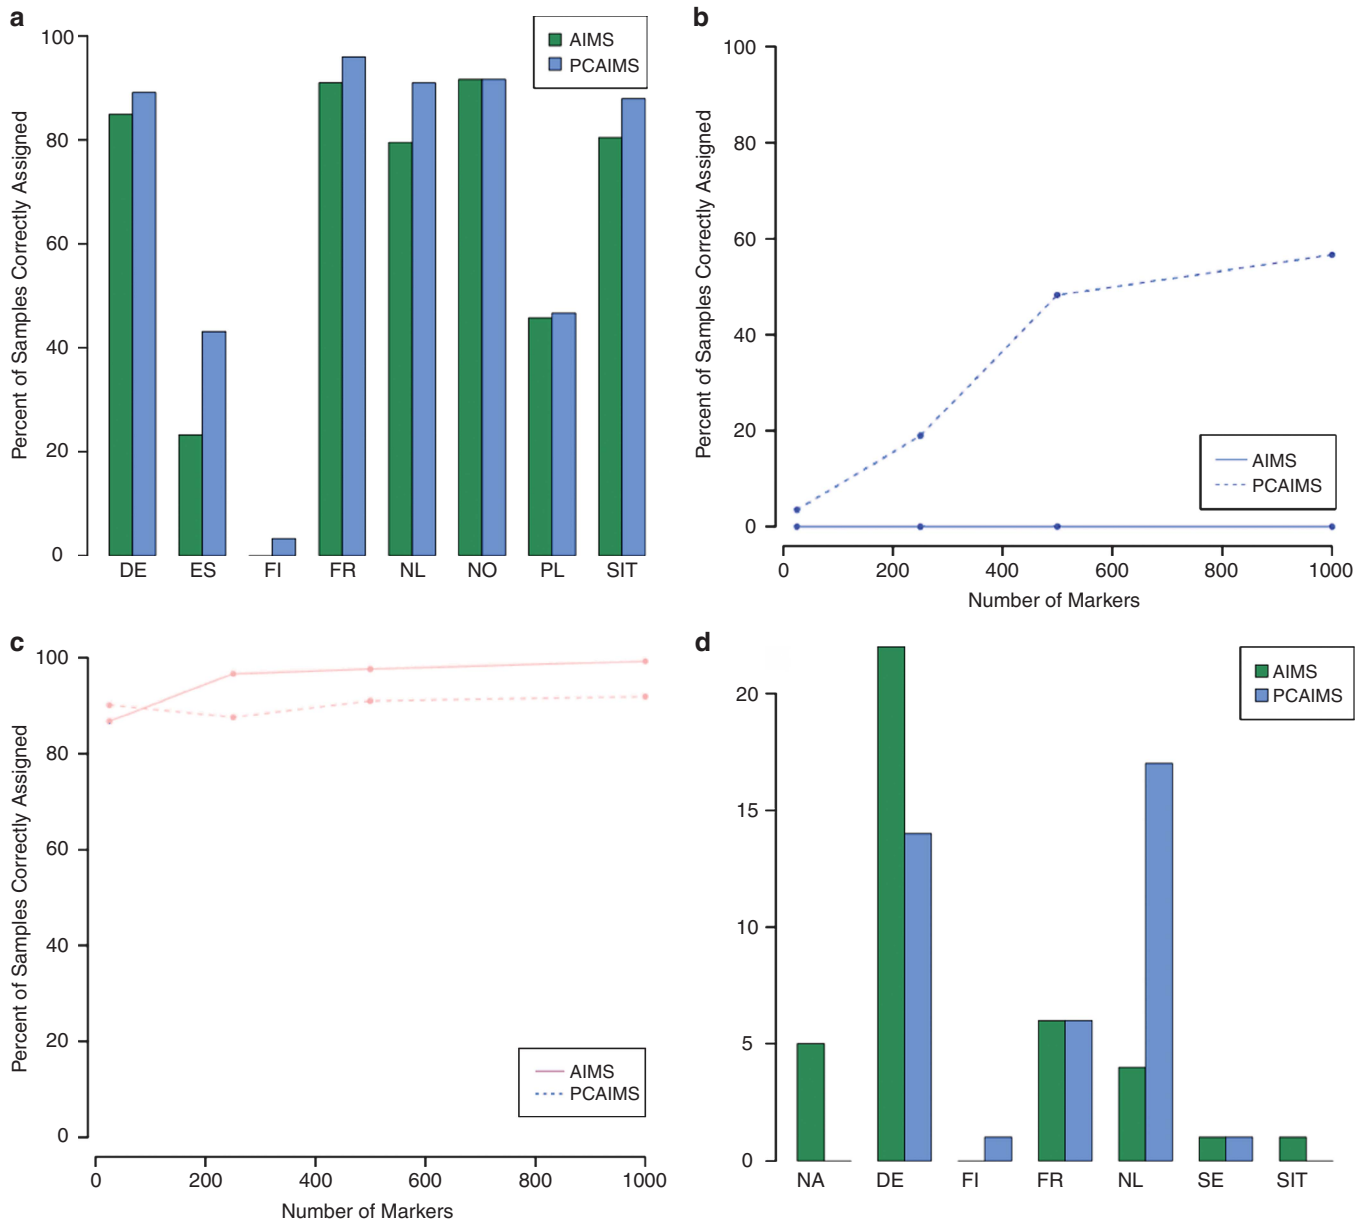 a
100
80
60
40
20
0
Percent of Samples Correctly Assigned
AIMS
PCAIMS
DE ES FI FR NL NO PL SIT
b
100
80
60
40
20
0
Percent of Samples Correctly Assigned
AIMS
PCAIMS
0 200 400 600 800 1000
Number of Markers
c
100
80
60
40
20
0
Percent of Samples Correctly Assigned
AIMS
PCAIMS
0 200 400 600 800 1000
Number of Markers
d
20
15
10
5
0
AIMS
PCAIMS
NA DE FI FR NL SE SIT